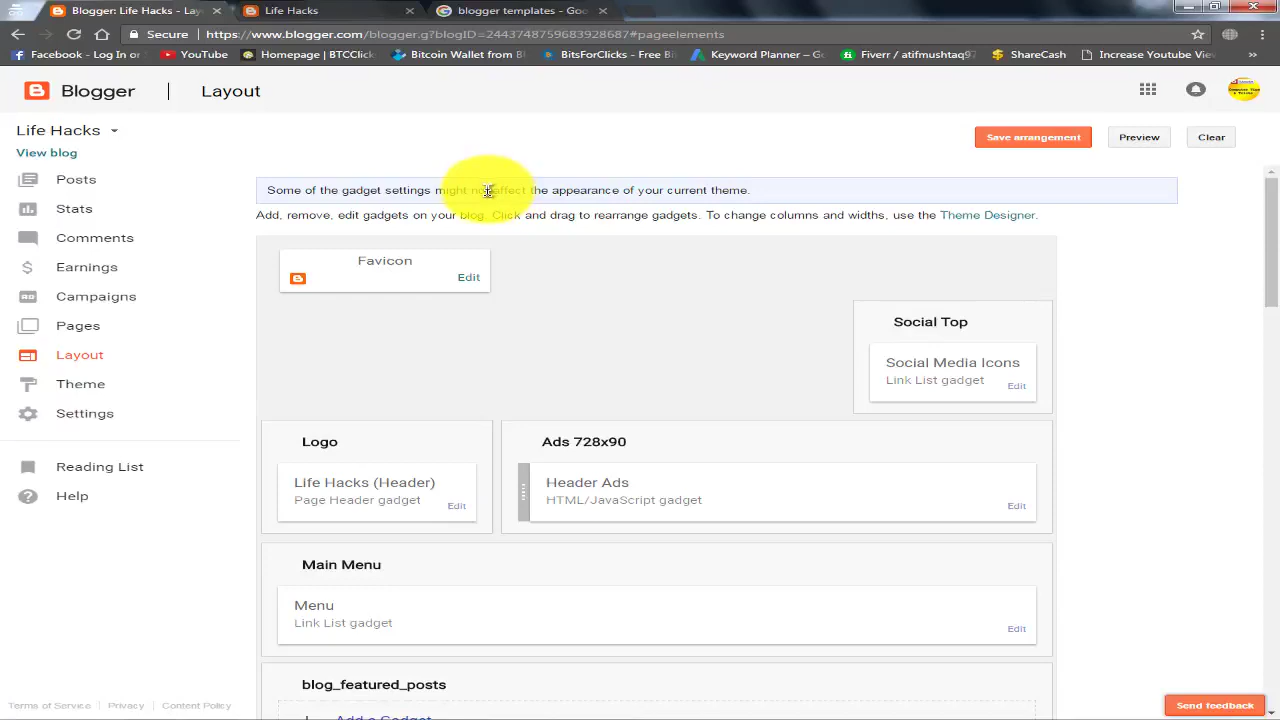 Blogger: Life Hacks - Lay
Life Hacks
blogger templates - Goo
Secure
https://www.blogger.com/blogger.g?blogID=2443748759683928687#pageelements
Facebook - Log In or
YouTube
Homepage | BTCClick
Bitcoin Wallet from Bl
BitsForClicks - Free Bi
Keyword Planner – Go
Fiverr / atifmushtaq97
ShareCash
Increase Youtube View
»
Blogger
Layout
Life Hacks
View blog
Save arrangement
Preview
Clear
Posts
Stats
Comments
Earnings
Campaigns
Pages
Layout
Theme
Settings
Reading List
Help
Some of the gadget settings might not affect the appearance of your current theme.
Add, remove, edit gadgets on your blog. Click and drag to rearrange gadgets. To change columns and widths, use the Theme Designer.
Favicon
Edit
Social Top
Social Media Icons
Link List gadget
Edit
Logo
Life Hacks (Header)
Page Header gadget
Edit
Ads 728x90
Header Ads
HTML/JavaScript gadget
Edit
Main Menu
Menu
Link List gadget
Edit
blog_featured_posts
Add a Gadget
Terms of Service
Privacy
Content Policy
Send feedback